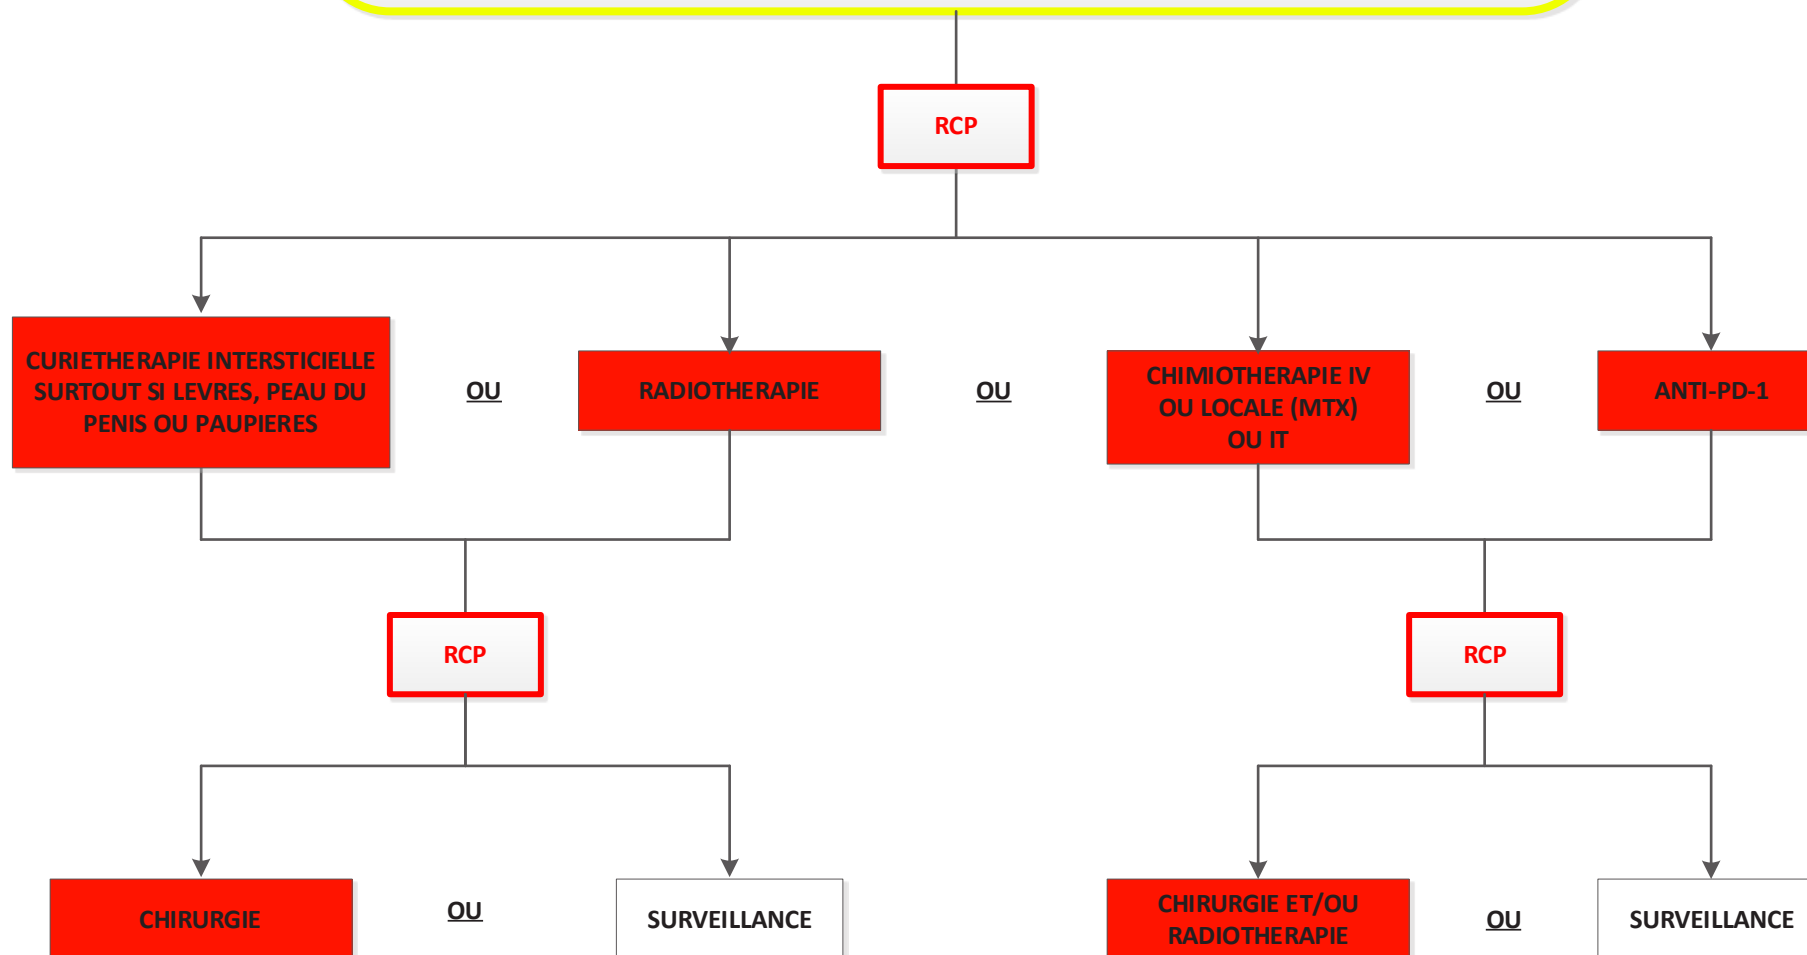 RCP
CURIETHERAPIE INTERSTICIELLE
SURTOUT SI LEVRES, PEAU DU
PENIS OU PAUPIERES
OU
RADIOTHERAPIE
OU
CHIMIOTHERAPIE IV
OU LOCALE (MTX)
OU IT
OU
ANTI-PD-1
RCP
RCP
CHIRURGIE
OU
SURVEILLANCE
CHIRURGIE ET/OU
RADIOTHERAPIE
OU
SURVEILLANCE